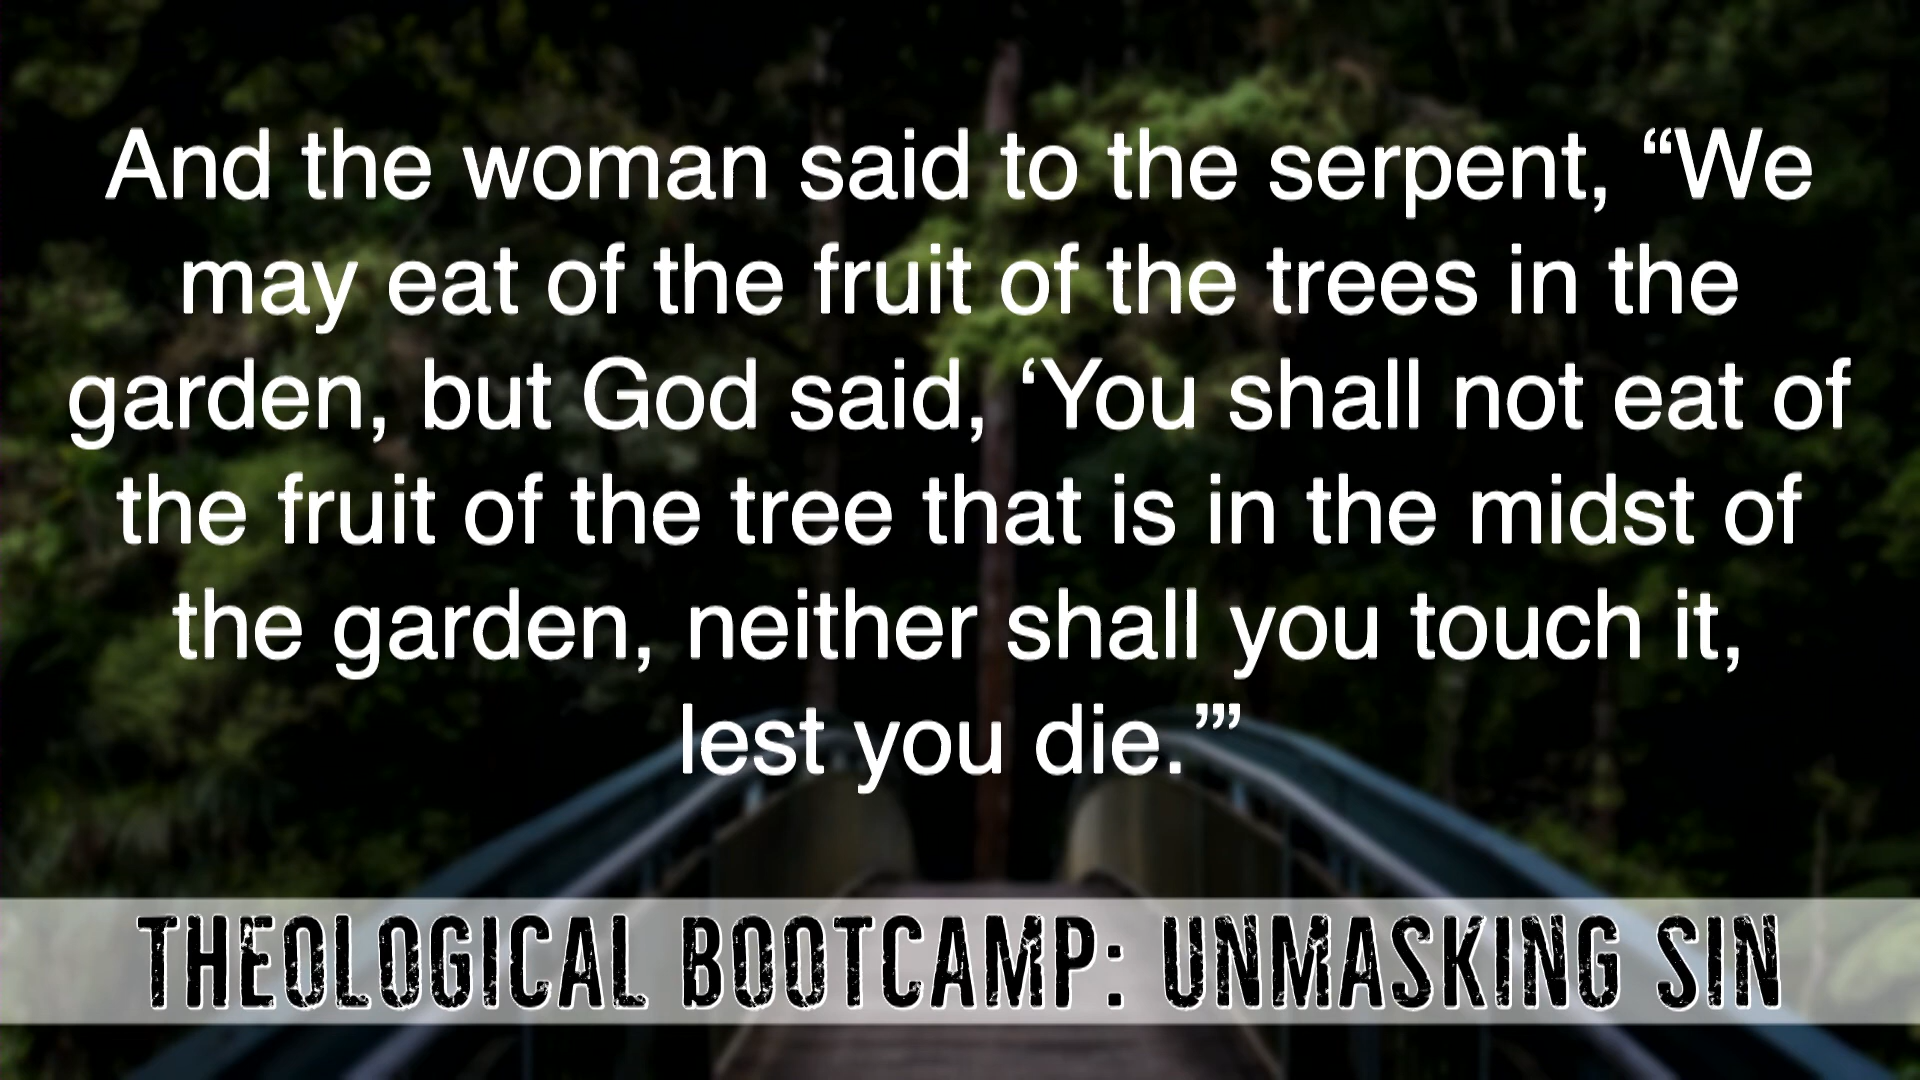 And the woman said to the serpent, “We
may eat of the fruit of the trees in the
garden, but God said, ‘You shall not eat of
the fruit of the tree that is in the midst of
the garden, neither shall you touch it,
lest you die.’”
THEOLOGICAL BOOTCAMP: UNMASKING SIN